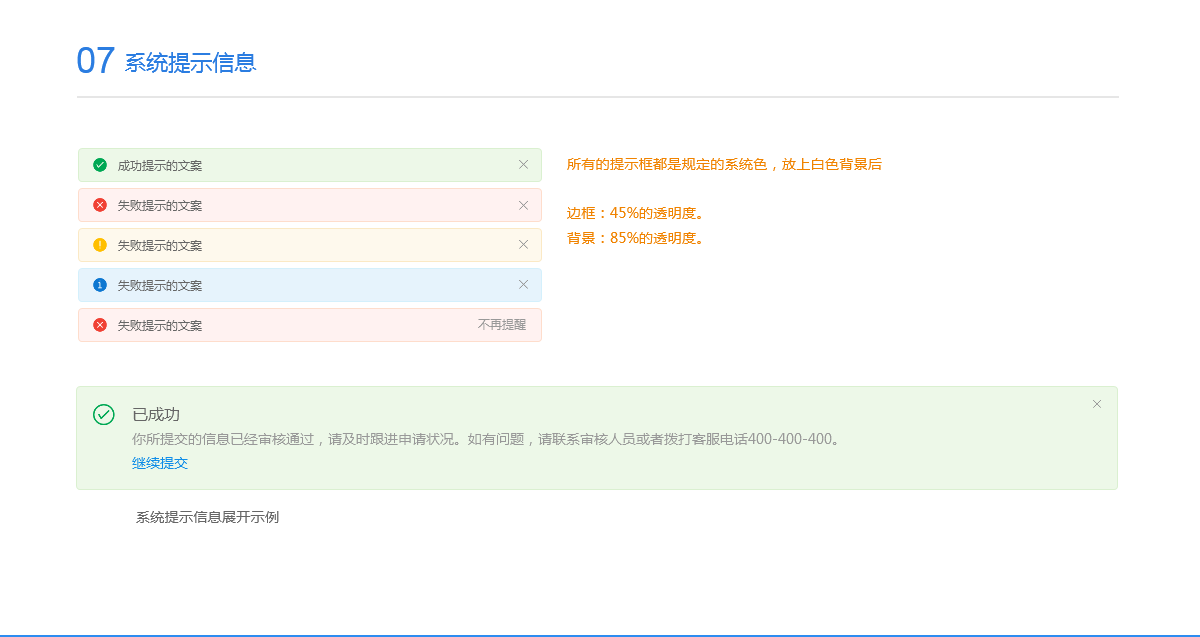 07 系统提示信息
成功提示的文案
失败提示的文案
失败提示的文案
失败提示的文案
失败提示的文案 不再提醒
所有的提示框都是规定的系统色，放上白色背景后
边框：45%的透明度。
背景：85%的透明度。
已成功
你所提交的信息已经审核通过，请及时跟进申请状况。如有问题，请联系审核人员或者拨打客服电话400-400-400。
继续提交
系统提示信息展开示例